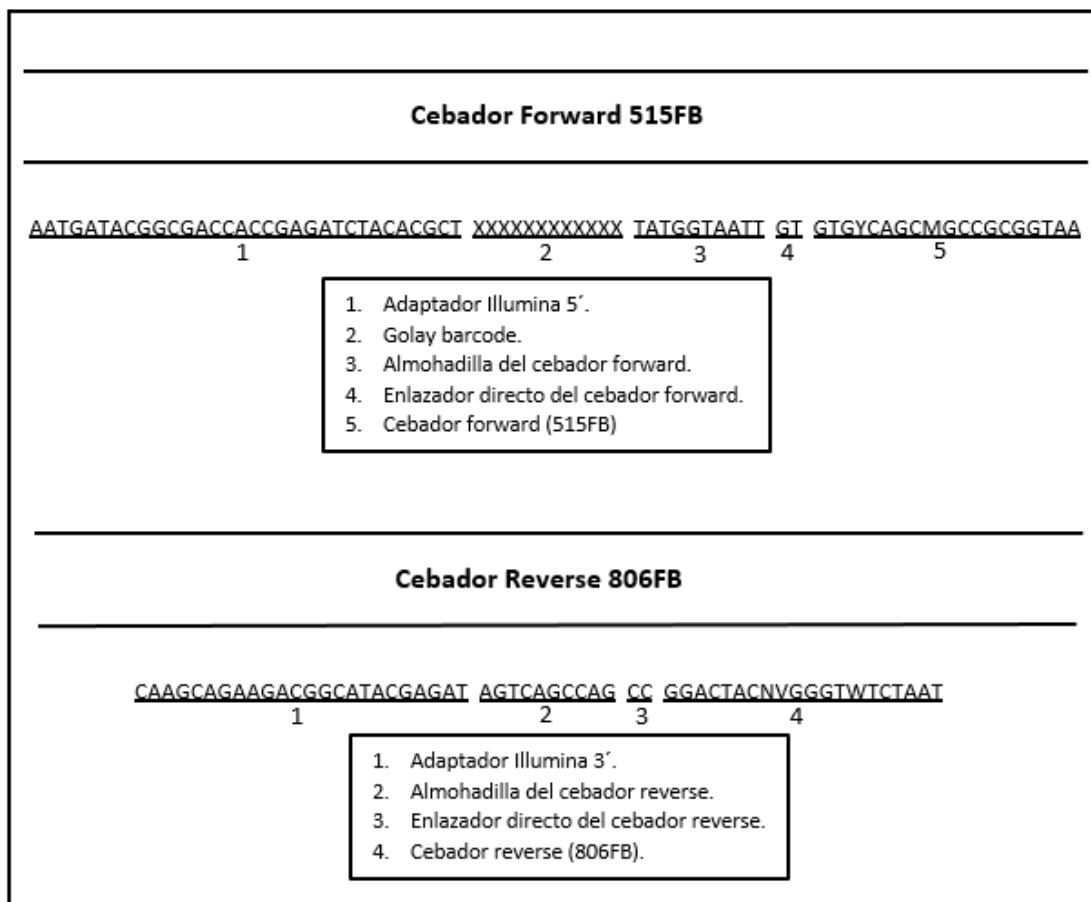 Cebador Forward 515FB
AATGATACGGCGACCACCGAGATCTACACGCT XXXXXXXXXXXX TATGGTAATT GT GTGYCAGCMGCCGCGGTAA
1 2 3 4 5
1. Adaptador Illumina 5´.
2. Golay barcode.
3. Almohadilla del cebador forward.
4. Enlazador directo del cebador forward.
5. Cebador forward (515FB)
Cebador Reverse 806FB
CAAGCAGAAGACGGCATACGAGAT AGTCAGCCAG CC GGACTACNVGGGTWTCTAAT
1 2 3 4
1. Adaptador Illumina 3´.
2. Almohadilla del cebador reverse.
3. Enlazador directo del cebador reverse.
4. Cebador reverse (806FB).